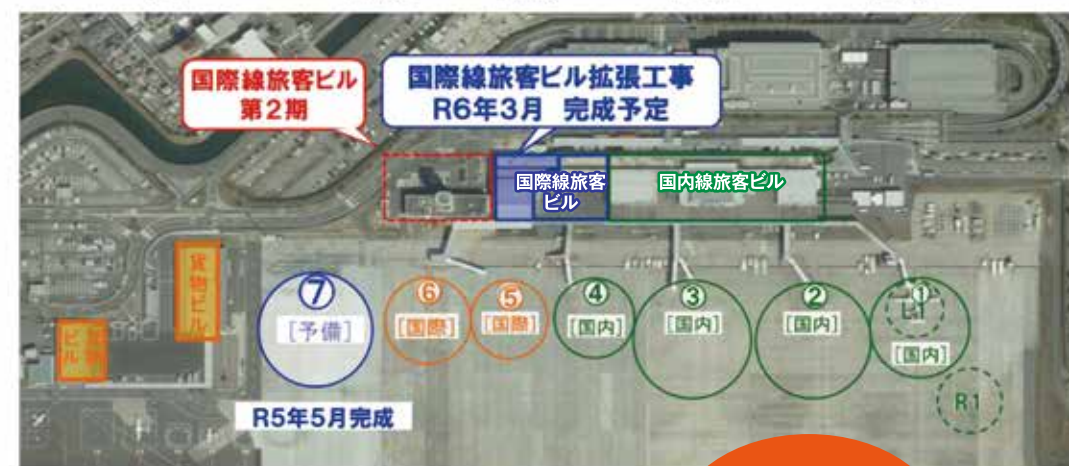 国際線旅客ビル
第2期
国際線旅客ビル拡張工事
R6年3月 完成予定
国際線旅客
ビル
国内線旅客ビル
貨物ビル
ビル
⑦
[予備]
⑥
[国際]
⑤
[国際]
④
[国内]
③
[国内]
②
[国内]
①
[国内]
R1
R5年5月完成